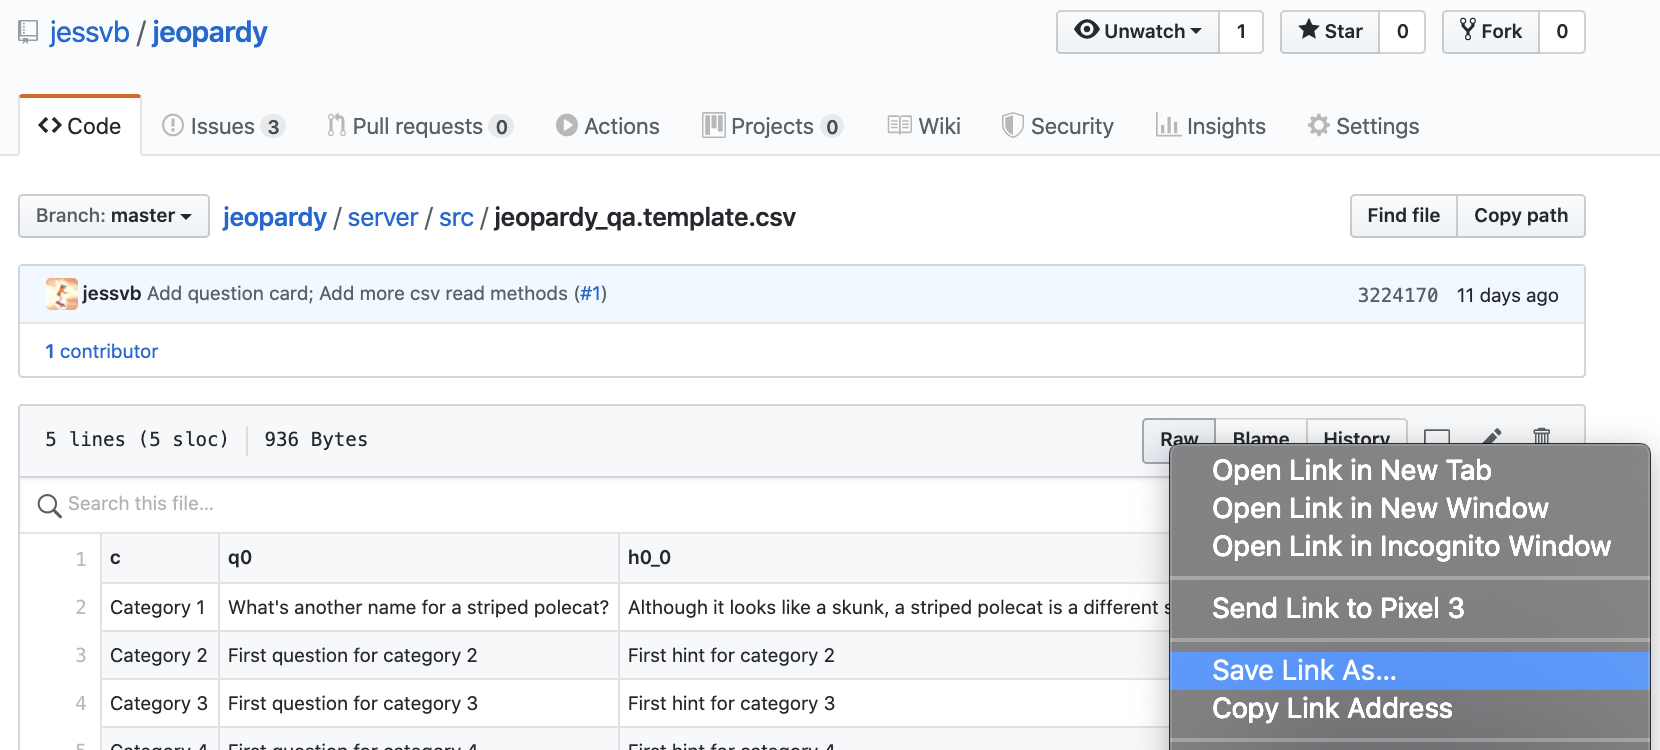 jessvb / jeopardy
Unwatch 1 Star 0 Fork 0
Code Issues 3 Pull requests 0 Actions Projects 0 Wiki Security Insights Settings
Branch: master jeopardy / server / src / jeopardy_qa.template.csv Find file Copy path
jessvb Add question card; Add more csv read methods (#1) 3224170 11 days ago
1 contributor
5 lines (5 sloc) 936 Bytes Raw Blame History
Search this file...
1 c q0 h0_0
2 Category 1 What's another name for a striped polecat? Although it looks like a skunk, a striped polecat is a different
3 Category 2 First question for category 2 First hint for category 2
4 Category 3 First question for category 3 First hint for category 3
5 Category 4 First question for category 4 First hint for category 4
Open Link in New Tab
Open Link in New Window
Open Link in Incognito Window
Send Link to Pixel 3
Save Link As...
Copy Link Address